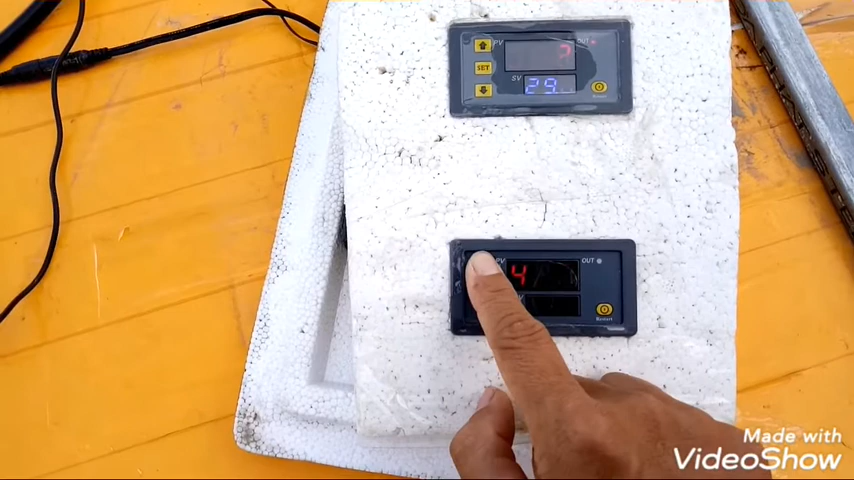 PV OUT
?
SET
SV 29
Restart
PV OUT
4
Restart
Made With
VideoShow